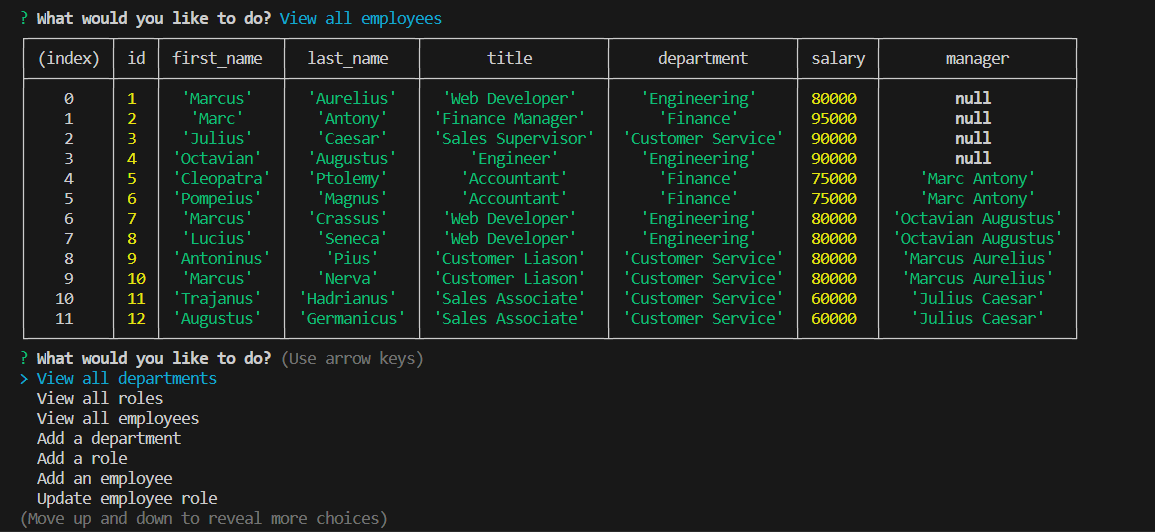 ? What would you like to do? View all employees
(index) id first_name last_name title department salary manager
0 1 'Marcus' 'Aurelius' 'Web Developer' 'Engineering' 80000 null
1 2 'Marc' 'Antony' 'Finance Manager' 'Finance' 95000 null
2 3 'Julius' 'Caesar' 'Sales Supervisor' 'Customer Service' 90000 null
3 4 'Octavian' 'Augustus' 'Engineer' 'Engineering' 90000 null
4 5 'Cleopatra' 'Ptolemy' 'Accountant' 'Finance' 75000 'Marc Antony'
5 6 'Pompeius' 'Magnus' 'Accountant' 'Finance' 75000 'Marc Antony'
6 7 'Marcus' 'Crassus' 'Web Developer' 'Engineering' 80000 'Octavian Augustus'
7 8 'Lucius' 'Seneca' 'Web Developer' 'Engineering' 80000 'Octavian Augustus'
8 9 'Antoninus' 'Pius' 'Customer Liason' 'Customer Service' 80000 'Marcus Aurelius'
9 10 'Marcus' 'Nerva' 'Customer Liason' 'Customer Service' 80000 'Marcus Aurelius'
10 11 'Trajanus' 'Hadrianus' 'Sales Associate' 'Customer Service' 60000 'Julius Caesar'
11 12 'Augustus' 'Germanicus' 'Sales Associate' 'Customer Service' 60000 'Julius Caesar'
? What would you like to do? (Use arrow keys)
> View all departments
View all roles
View all employees
Add a department
Add a role
Add an employee
Update employee role
(Move up and down to reveal more choices)